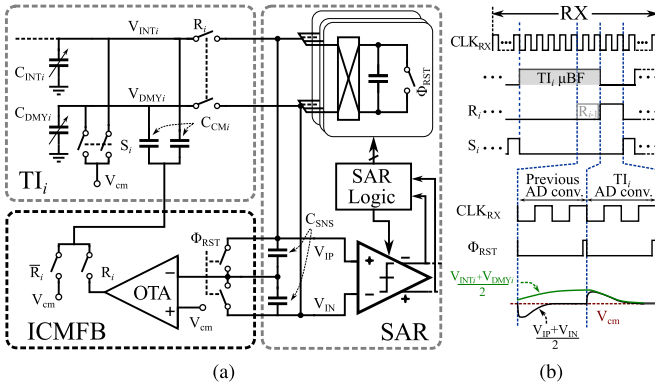 V_INTi
R_i
C_INTi
V_DMYi
C_DMYi
S_i
C_CMi
V_cm
TI_i
Φ_RST
SAR
Logic
C_SNS
Φ_RST
R̅_i
R_i
V_cm
OTA
−
+
V_cm
ICMFB
V_IP
V_IN
+
−
−
+
SAR
(a)
RX
CLK_RX
TI_i μBF
R_i
R_i-1
S_i
Previous
AD conv.
TI_i
AD conv.
CLK_RX
Φ_RST
V_INTi+V_DMYi
2
V_cm
V_IP+V_IN
2
(b)